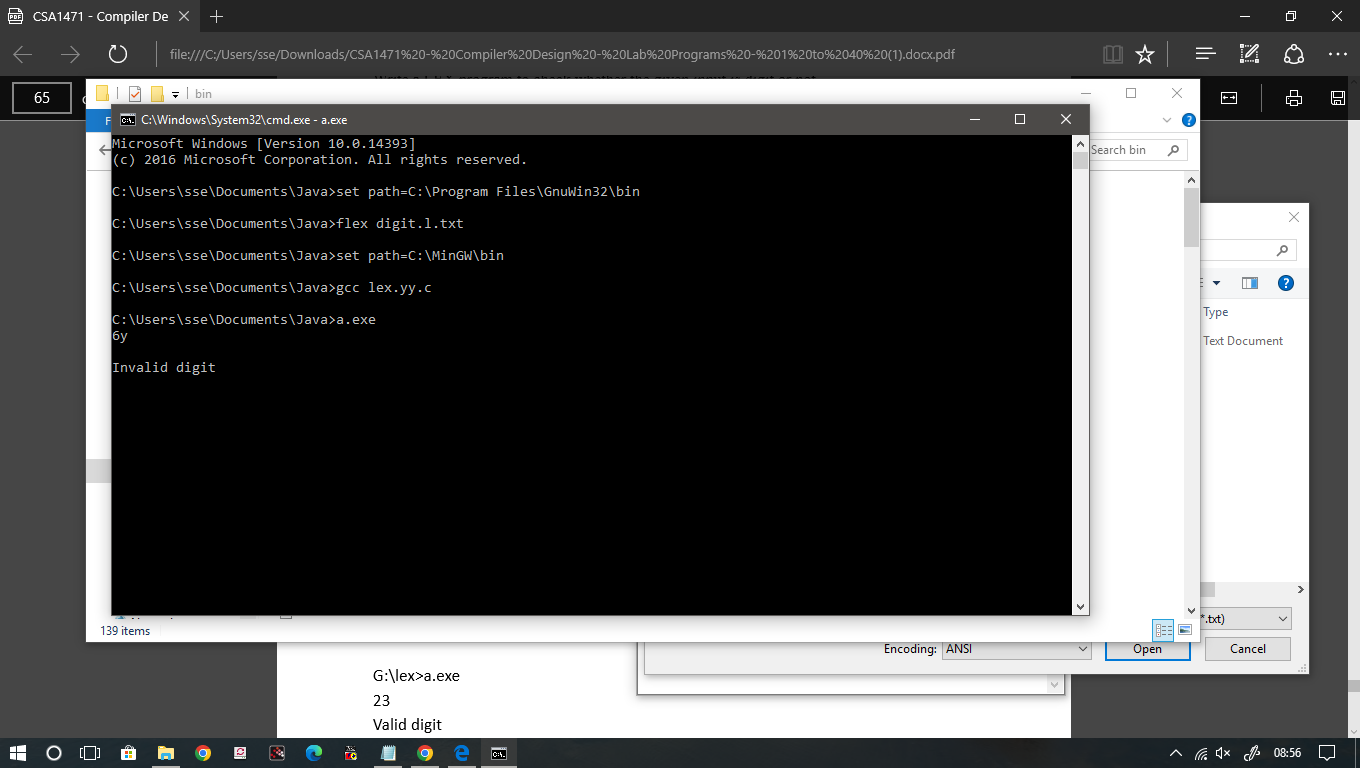 CSA1471 - Compiler De
file:///C:/Users/sse/Downloads/CSA1471%20-%20Compiler%20Design%20-%20Lab%20Programs%20-%201%20to%2040%20(1).docx.pdf
65
bin
C:\Windows\System32\cmd.exe - a.exe
Microsoft Windows [Version 10.0.14393]
(c) 2016 Microsoft Corporation. All rights reserved.
C:\Users\sse\Documents\Java>set path=C:\Program Files\GnuWin32\bin
C:\Users\sse\Documents\Java>flex digit.l.txt
C:\Users\sse\Documents\Java>set path=C:\MinGW\bin
C:\Users\sse\Documents\Java>gcc lex.yy.c
C:\Users\sse\Documents\Java>a.exe
6y
Invalid digit
Search bin
Type
Text Document
139 items
*.txt)
Encoding: ANSI
Open
Cancel
G:\lex>a.exe
23
Valid digit
08:56